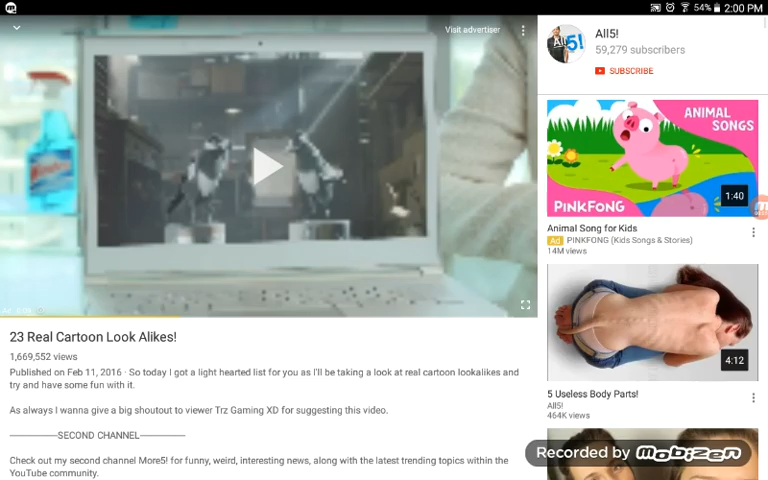 54% 2:00 PM
Visit advertiser
All5!
59,279 subscribers
SUBSCRIBE
ANIMAL
SONGS
PINKFONG
1:40
Animal Song for Kids
Ad PINKFONG (Kids Songs & Stories)
14M views
4:12
5 Useless Body Parts!
All5!
464K views
23 Real Cartoon Look Alikes!
1,669,552 views
Published on Feb 11, 2016 · So today I got a light hearted list for you as I'll be taking a look at real cartoon lookalikes and
try and have some fun with it.
As always I wanna give a big shoutout to viewer Trz Gaming XD for suggesting this video.
—————SECOND CHANNEL—————
Check out my second channel More5! for funny, weird, interesting news, along with the latest trending topics within the
YouTube community.
Recorded by mobizen